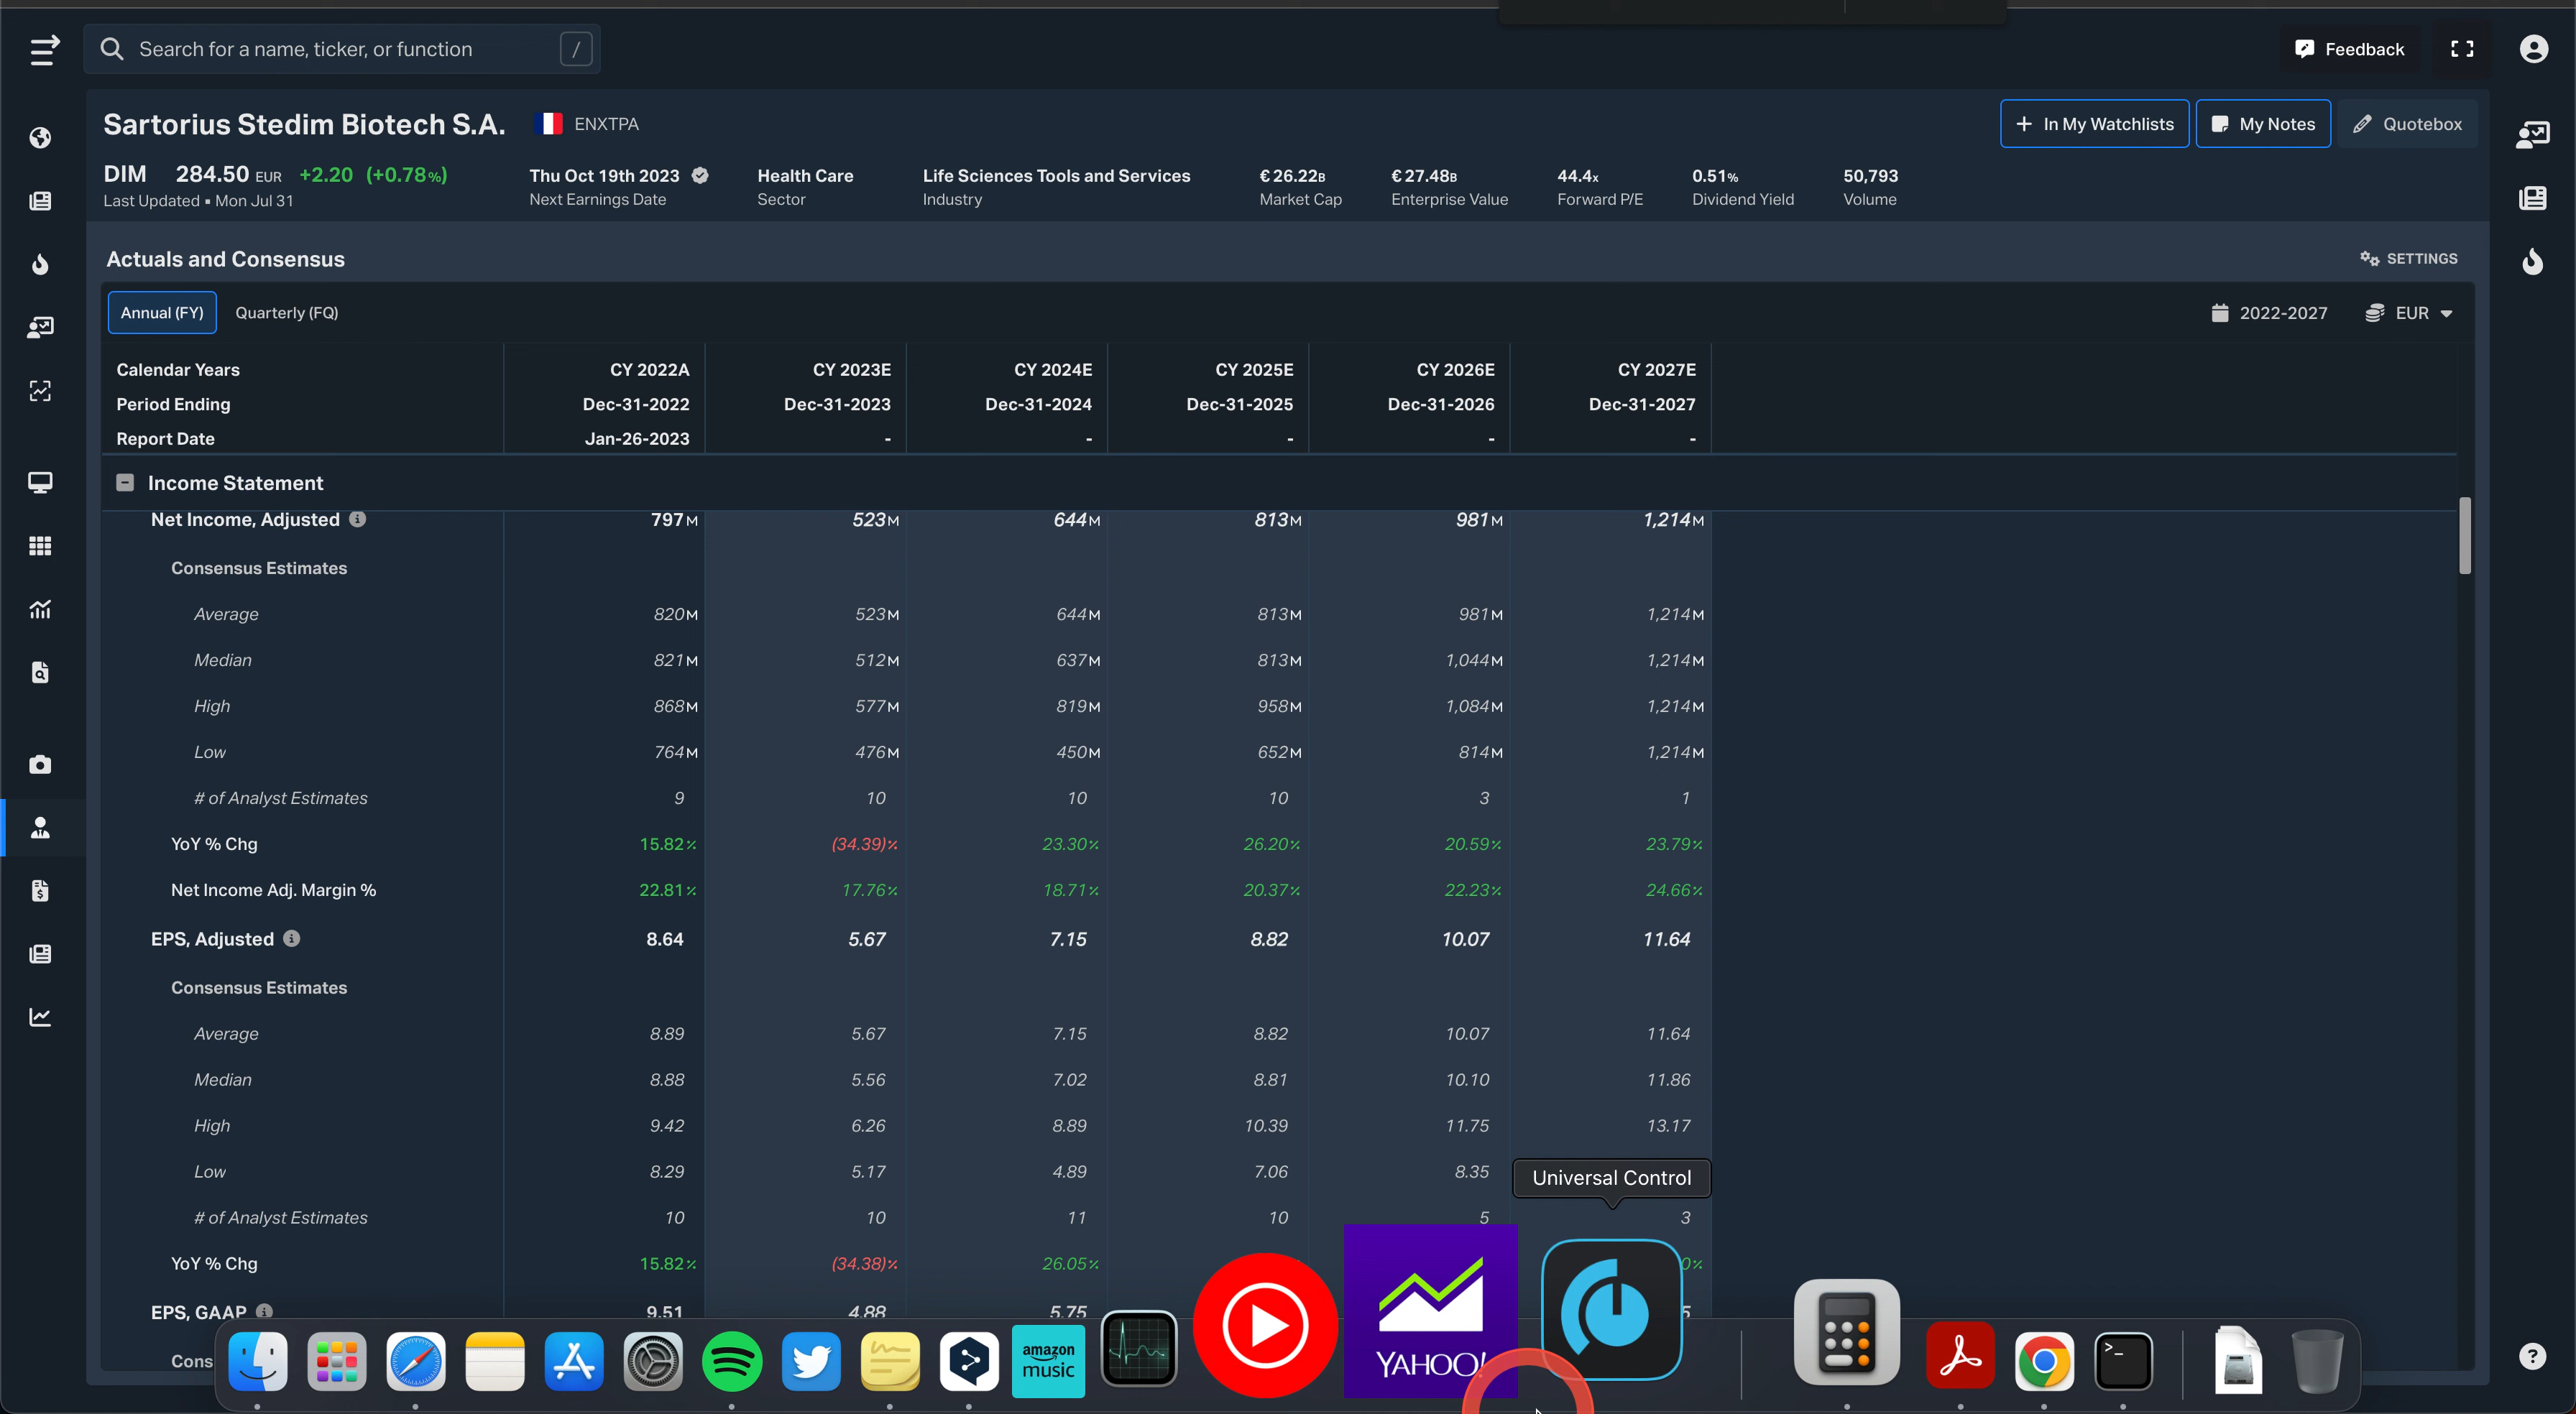 Search for a name, ticker, or function /
Feedback
Sartorius Stedim Biotech S.A. ENXTPA
+ In My Watchlists My Notes Quotebox
DIM 284.50 EUR +2.20 (+0.78%) Thu Oct 19th 2023 Health Care Life Sciences Tools and Services €26.22B €27.48B 44.4x 0.51% 50,793
Last Updated • Mon Jul 31 Next Earnings Date Sector Industry Market Cap Enterprise Value Forward P/E Dividend Yield Volume
Actuals and Consensus SETTINGS
Annual (FY) Quarterly (FQ) 2022-2027 EUR
Calendar Years CY 2022A CY 2023E CY 2024E CY 2025E CY 2026E CY 2027E
Period Ending Dec-31-2022 Dec-31-2023 Dec-31-2024 Dec-31-2025 Dec-31-2026 Dec-31-2027
Report Date Jan-26-2023 - - - - -
Income Statement
Net Income, Adjusted 797M 523M 644M 813M 981M 1,214M
Consensus Estimates
Average 820M 523M 644M 813M 981M 1,214M
Median 821M 512M 637M 813M 1,044M 1,214M
High 868M 577M 819M 958M 1,084M 1,214M
Low 764M 476M 450M 652M 814M 1,214M
# of Analyst Estimates 9 10 10 10 3 1
YoY % Chg 15.82% (34.39)% 23.30% 26.20% 20.59% 23.79%
Net Income Adj. Margin % 22.81% 17.76% 18.71% 20.37% 22.23% 24.66%
EPS, Adjusted 8.64 5.67 7.15 8.82 10.07 11.64
Consensus Estimates
Average 8.89 5.67 7.15 8.82 10.07 11.64
Median 8.88 5.56 7.02 8.81 10.10 11.86
High 9.42 6.26 8.89 10.39 11.75 13.17
Low 8.29 5.17 4.89 7.06 8.35
Universal Control
# of Analyst Estimates 10 10 11 10 5 3
YoY % Chg 15.82% (34.38)% 26.05% 0%
EPS, GAAP 9.51 4.88 5.75 5
Cons
amazon music
YAHOO!
>_
?